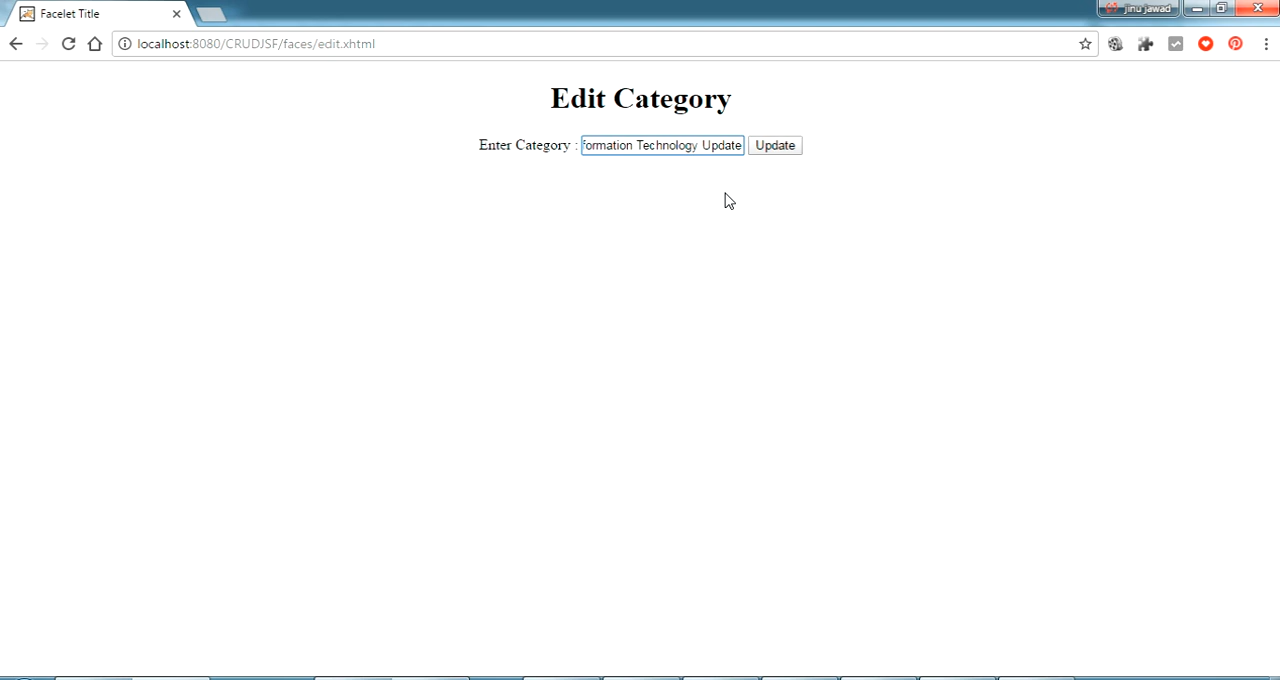 Facelet Title
jinu jawad
localhost:8080/CRUDJSF/faces/edit.xhtml
Edit Category
Enter Category : formation Technology Update Update